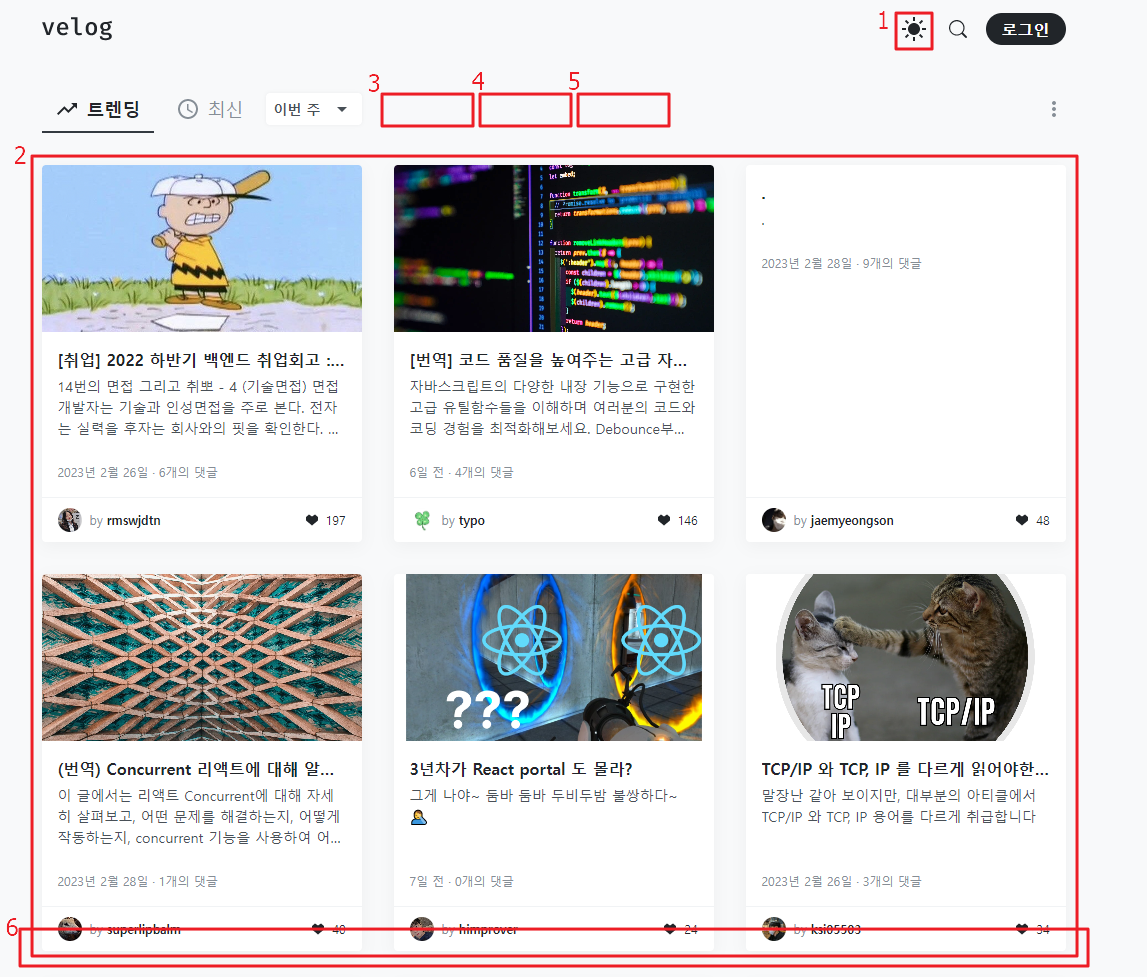 velog
1
로그인
트렌딩
최신
이번 주
3
4
5
2
[취업] 2022 하반기 백엔드 취업회고 :...
14번의 면접 그리고 취뽀 - 4 (기술면접) 면접
개발자는 기술과 인성면접을 주로 본다. 전자
는 실력을 후자는 회사와의 핏을 확인한다. ...
2023년 2월 26일 · 6개의 댓글
by rmswjdtn
197
[번역] 코드 품질을 높여주는 고급 자...
자바스크립트의 다양한 내장 기능으로 구현한
고급 유틸함수들을 이해하며 여러분의 코드와
코딩 경험을 최적화해보세요. Debounce부...
6일 전 · 4개의 댓글
by typo
146
.
.
2023년 2월 28일 · 9개의 댓글
by jaemyeongson
48
(번역) Concurrent 리액트에 대해 알...
이 글에서는 리액트 Concurrent에 대해 자세
히 살펴보고, 어떤 문제를 해결하는지, 어떻게
작동하는지, concurrent 기능을 사용하여 어...
2023년 2월 28일 · 1개의 댓글
by superlipbalm
40
???
3년차가 React portal 도 몰라?
그게 나야~ 둠바 둠바 두비두밤 불쌍하다~
🤦‍♂️
7일 전 · 0개의 댓글
by himprover
24
TCP
IP
TCP/IP
TCP/IP 와 TCP, IP 를 다르게 읽어야한...
말장난 같아 보이지만, 대부분의 아티클에서
TCP/IP 와 TCP, IP 용어를 다르게 취급합니다
2023년 2월 26일 · 3개의 댓글
by ksi05503
34
6